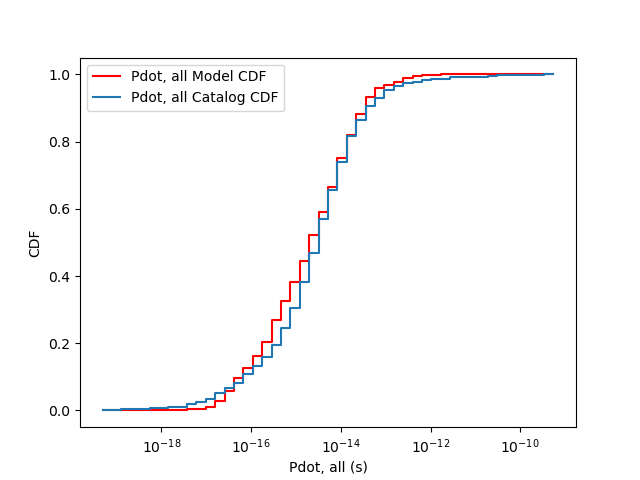 Pdot, all Model CDF
Pdot, all Catalog CDF
CDF
1.0
0.8
0.6
0.4
0.2
0.0
10⁻¹⁸ 10⁻¹⁶ 10⁻¹⁴ 10⁻¹² 10⁻¹⁰
Pdot, all (s)